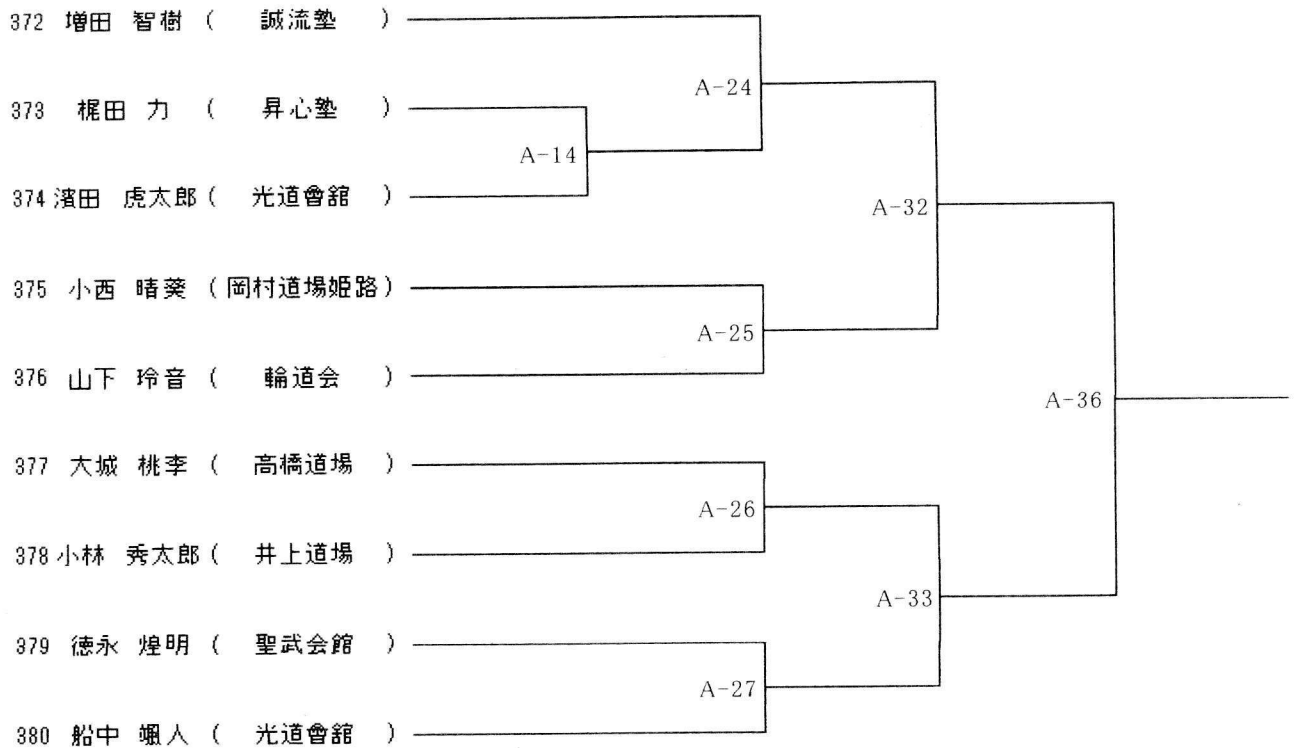 372 増田 智樹 ( 誠流塾 )
A-24
373 梶田 力 ( 昇心塾 )
A-14
374 濱田 虎太郎 ( 光道會舘 )
A-32
375 小西 晴葵 ( 岡村道場姫路 )
A-25
376 山下 玲音 ( 輪道会 )
A-36
377 大城 桃李 ( 高橋道場 )
A-26
378 小林 秀太郎 ( 井上道場 )
A-33
379 徳永 煌明 ( 聖武会館 )
A-27
380 船中 颯人 ( 光道會舘 )